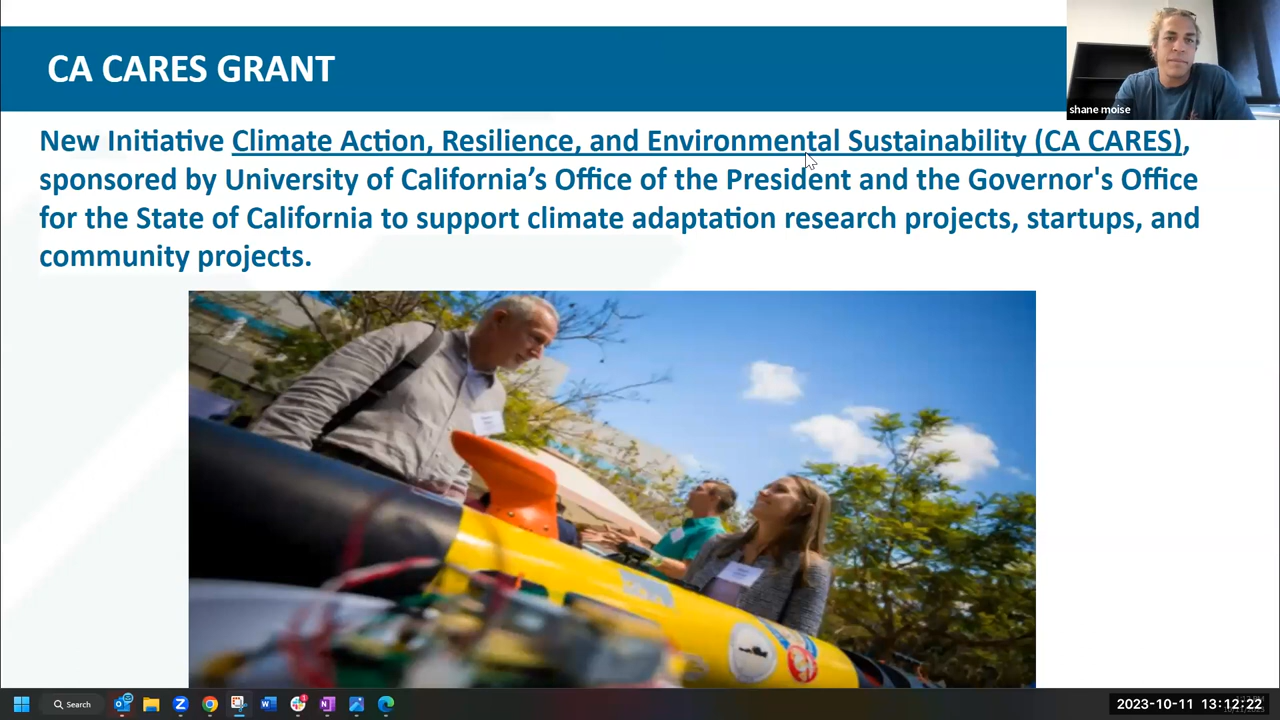 CA CARES GRANT
shane moise
New Initiative Climate Action, Resilience, and Environmental Sustainability (CA CARES),
sponsored by University of California’s Office of the President and the Governor's Office
for the State of California to support climate adaptation research projects, startups, and
community projects.
Search
2023-10-11 13:12:22